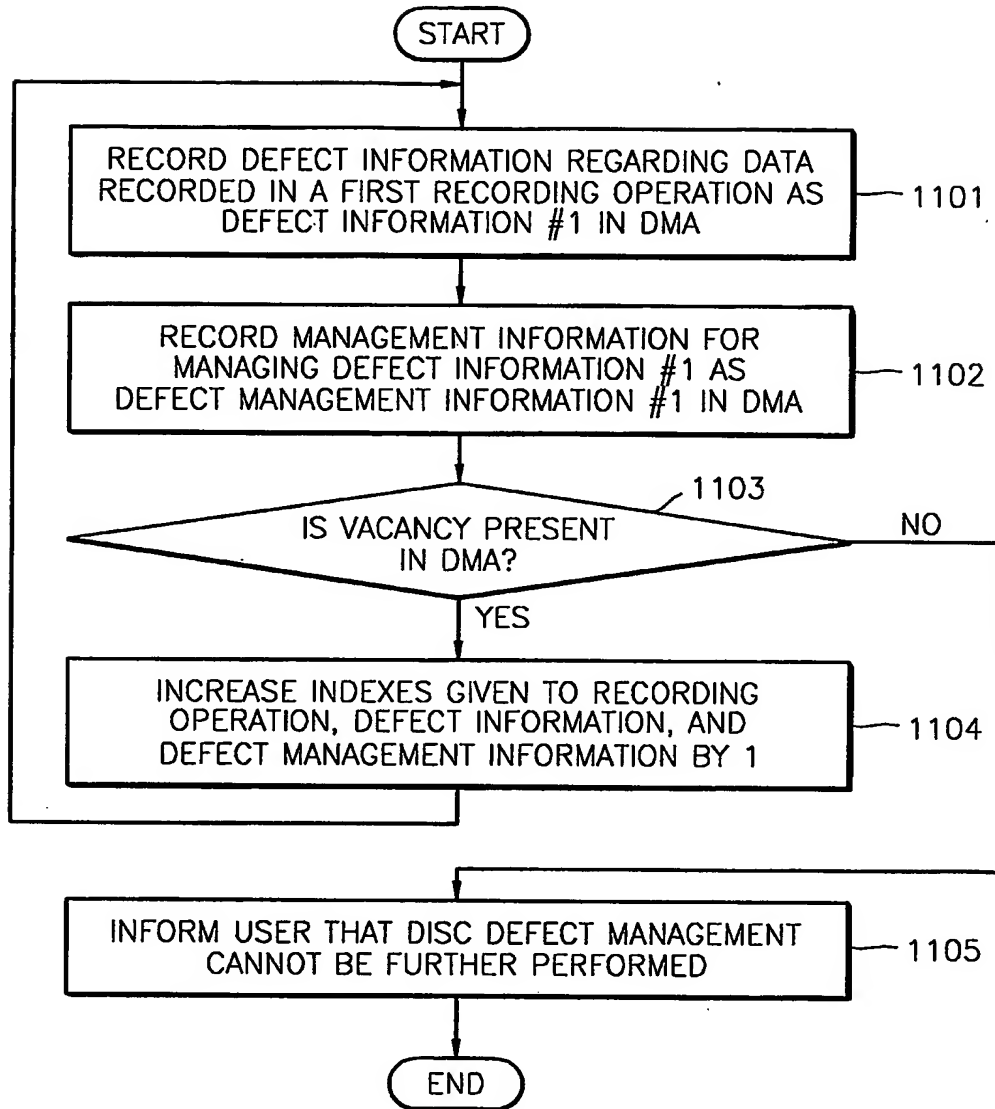 START
RECORD DEFECT INFORMATION REGARDING DATA
RECORDED IN A FIRST RECORDING OPERATION AS
DEFECT INFORMATION #1 IN DMA
1101
RECORD MANAGEMENT INFORMATION FOR
MANAGING DEFECT INFORMATION #1 AS
DEFECT MANAGEMENT INFORMATION #1 IN DMA
1102
1103
IS VACANCY PRESENT
IN DMA?
NO
YES
INCREASE INDEXES GIVEN TO RECORDING
OPERATION, DEFECT INFORMATION, AND
DEFECT MANAGEMENT INFORMATION BY 1
1104
INFORM USER THAT DISC DEFECT MANAGEMENT
CANNOT BE FURTHER PERFORMED
1105
END